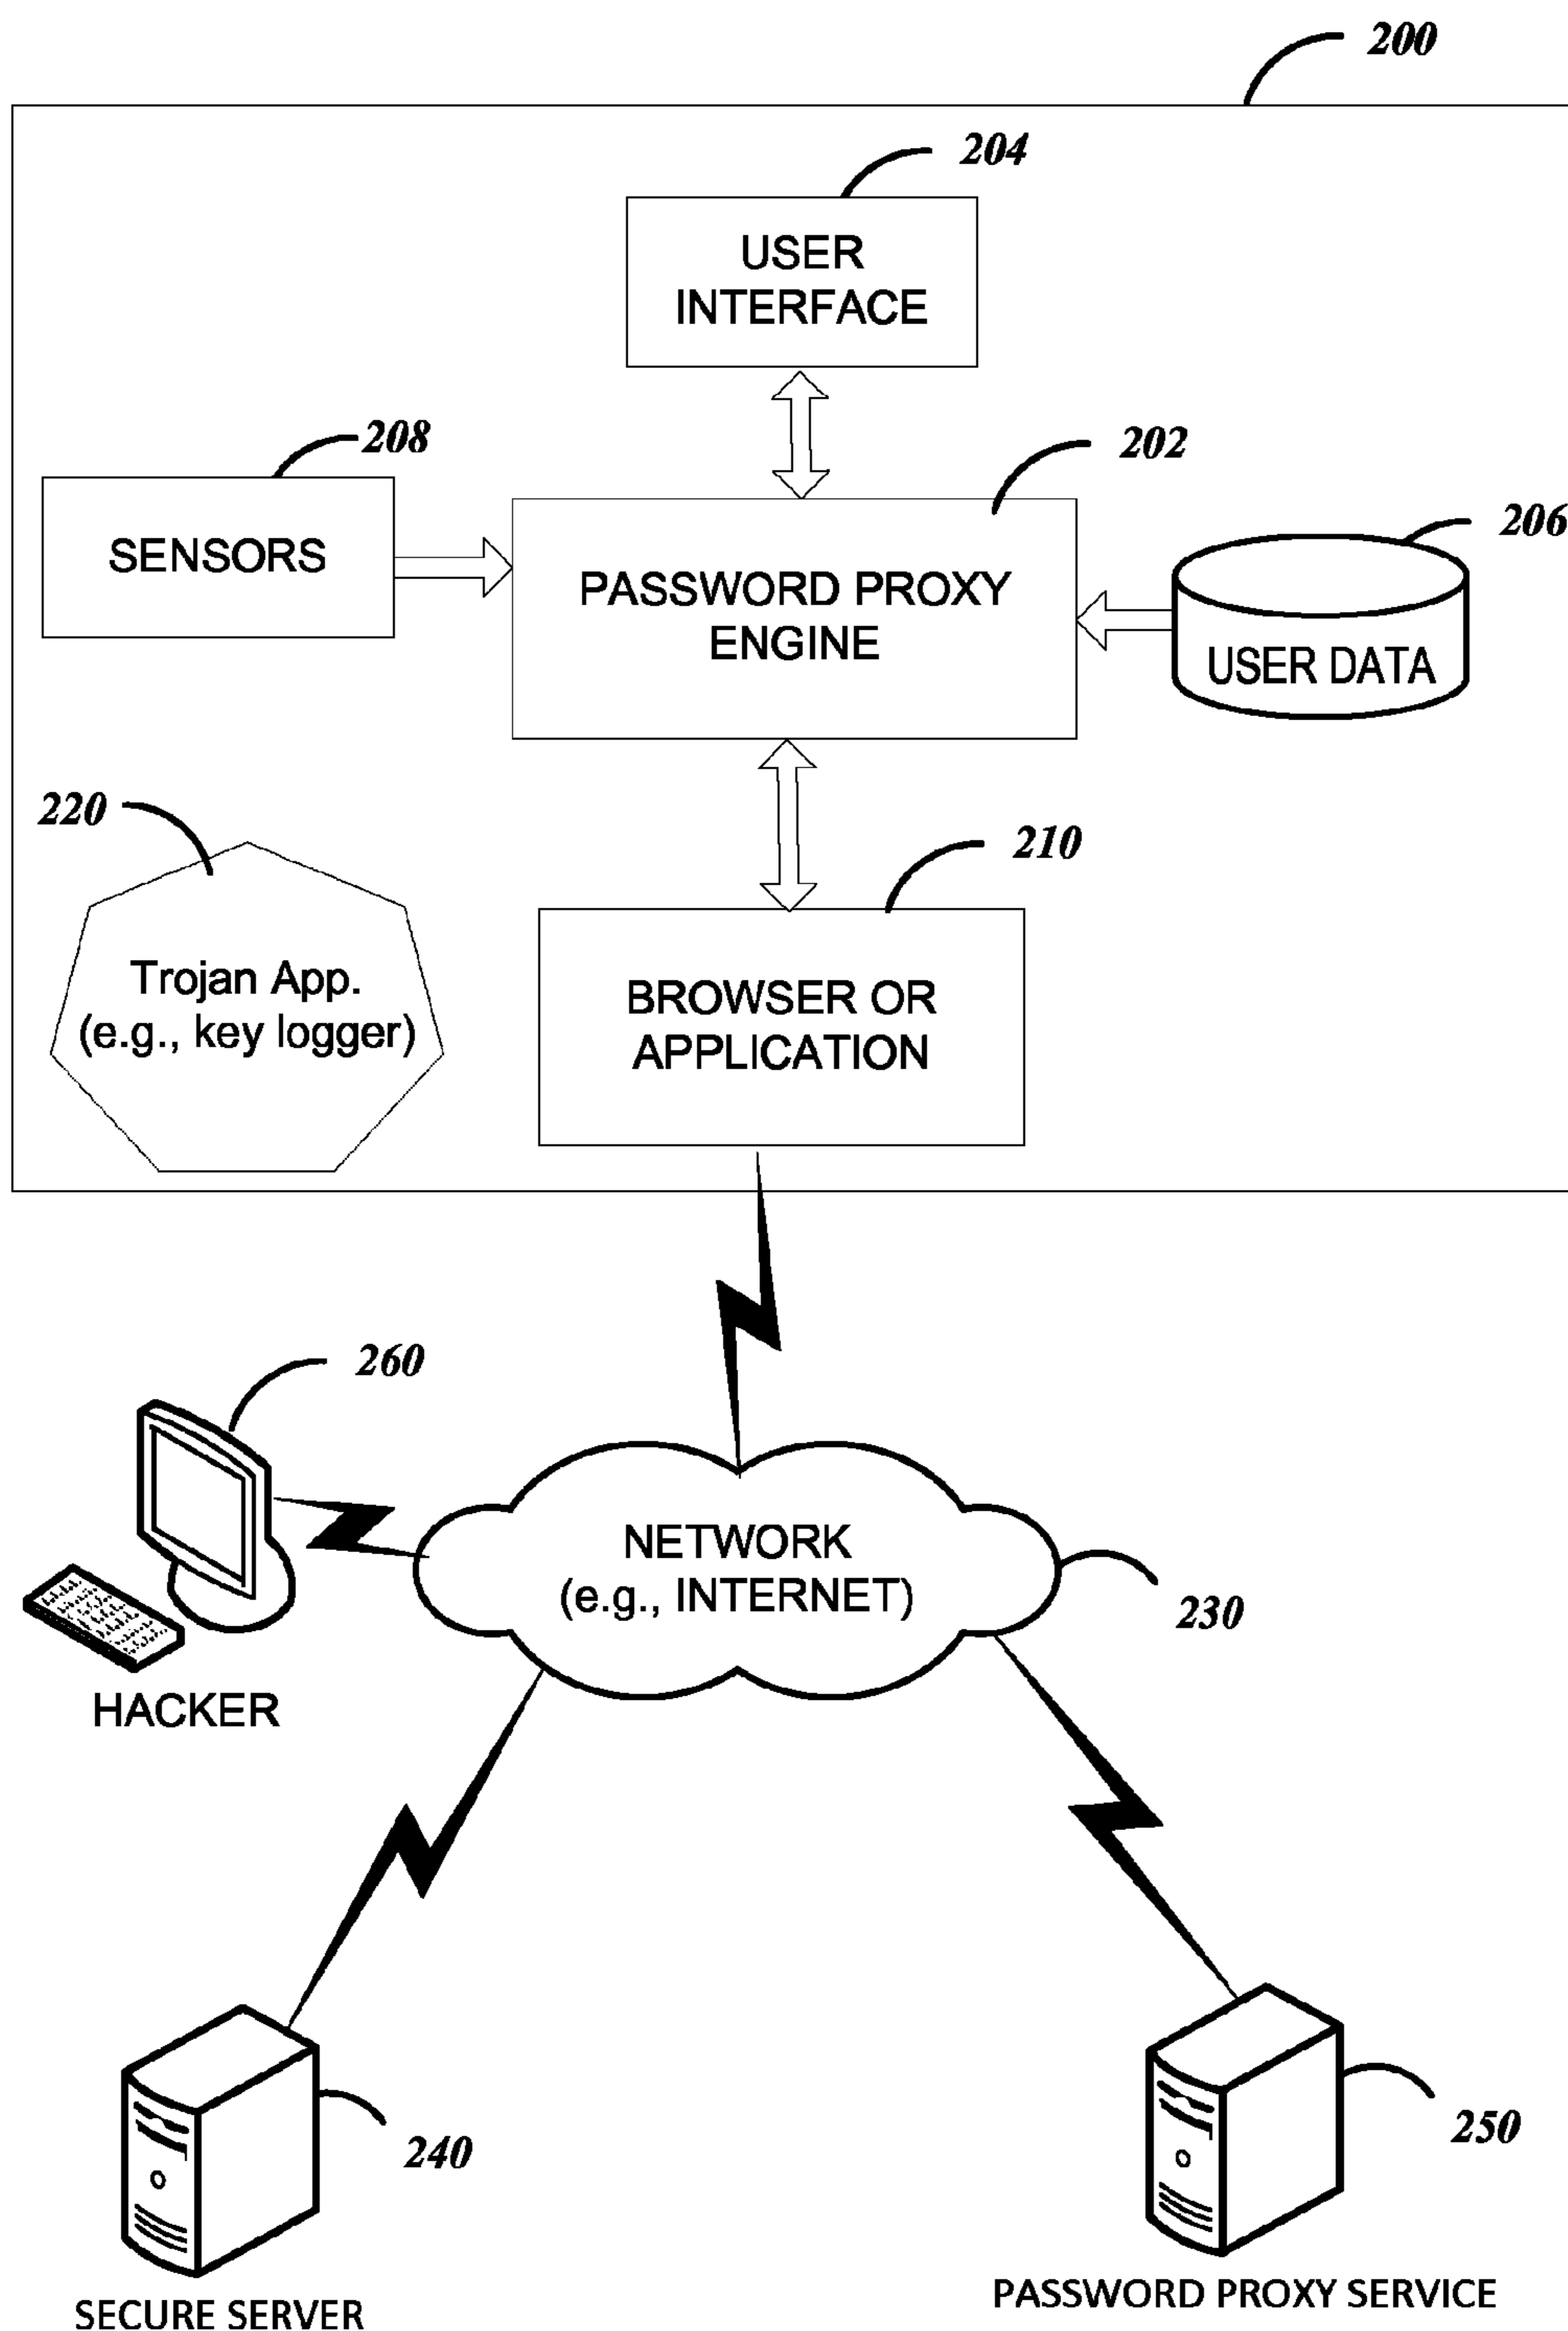 200
204
USER
INTERFACE
208
202
206
SENSORS
PASSWORD PROXY
ENGINE
USER DATA
220
210
Trojan App.
(e.g., key logger)
BROWSER OR
APPLICATION
260
NETWORK
(e.g., INTERNET)
230
HACKER
240
250
SECURE SERVER
PASSWORD PROXY SERVICE